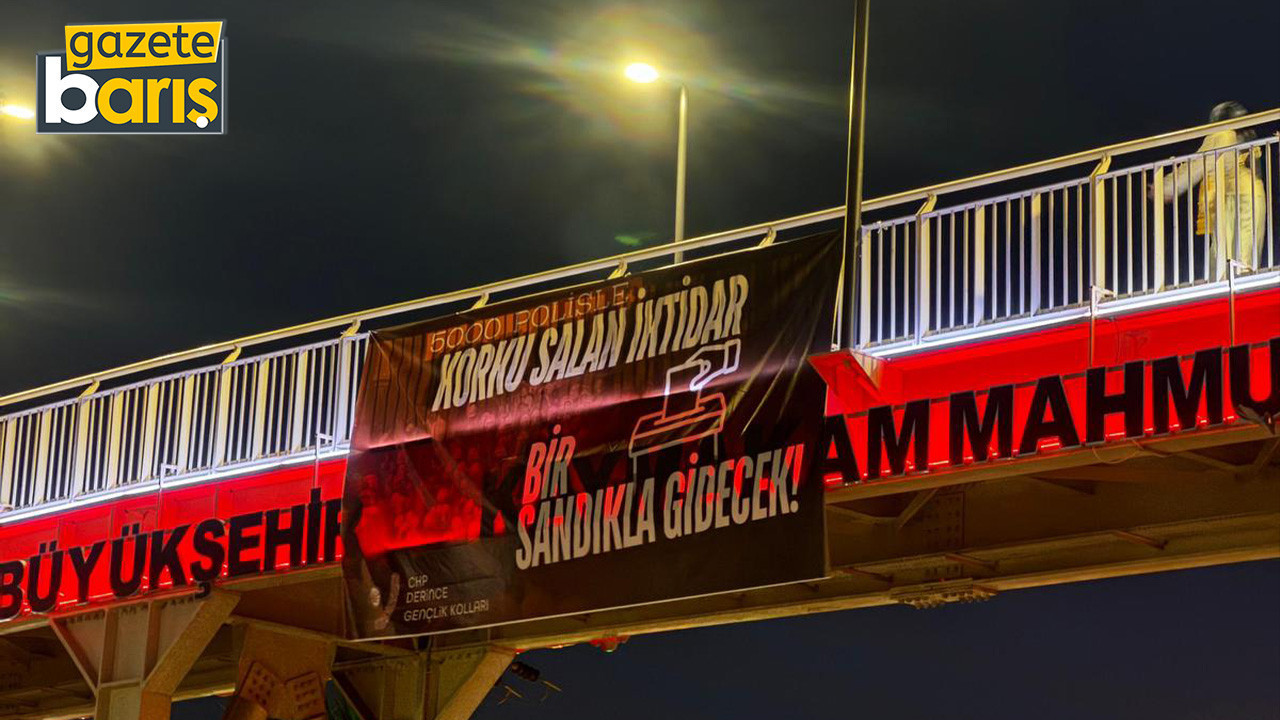 gazete
barış
5000 POLİSLE
KORKU SALAN İKTİDAR
BİR
SANDIKLA GİDECEK!
CHP
DERİNCE
GENÇLİK KOLLARI
BÜYÜKŞEHİR
AM MAHMU